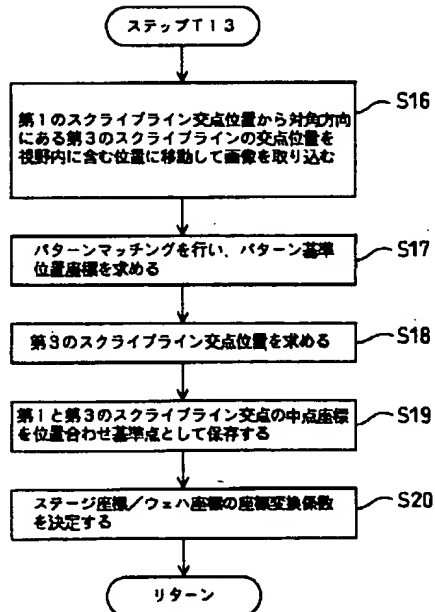 ステップT13
第1のスクライブライン交点位置から対角方向
にある第3のスクライブラインの交点位置を
視野内に含む位置に移動して画像を取り込む
S16
パターンマッチングを行い、パターン基準
位置座標を求める
S17
第3のスクライブライン交点位置を求める
S18
第1と第3のスクライブライン交点の中点座標
を位置合わせ基準点として保存する
S19
ステージ座標/ウェハ座標の座標変換係数
を決定する
S20
リターン